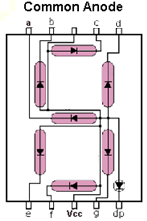 Common Anode
a b c d
e f Vcc g dp